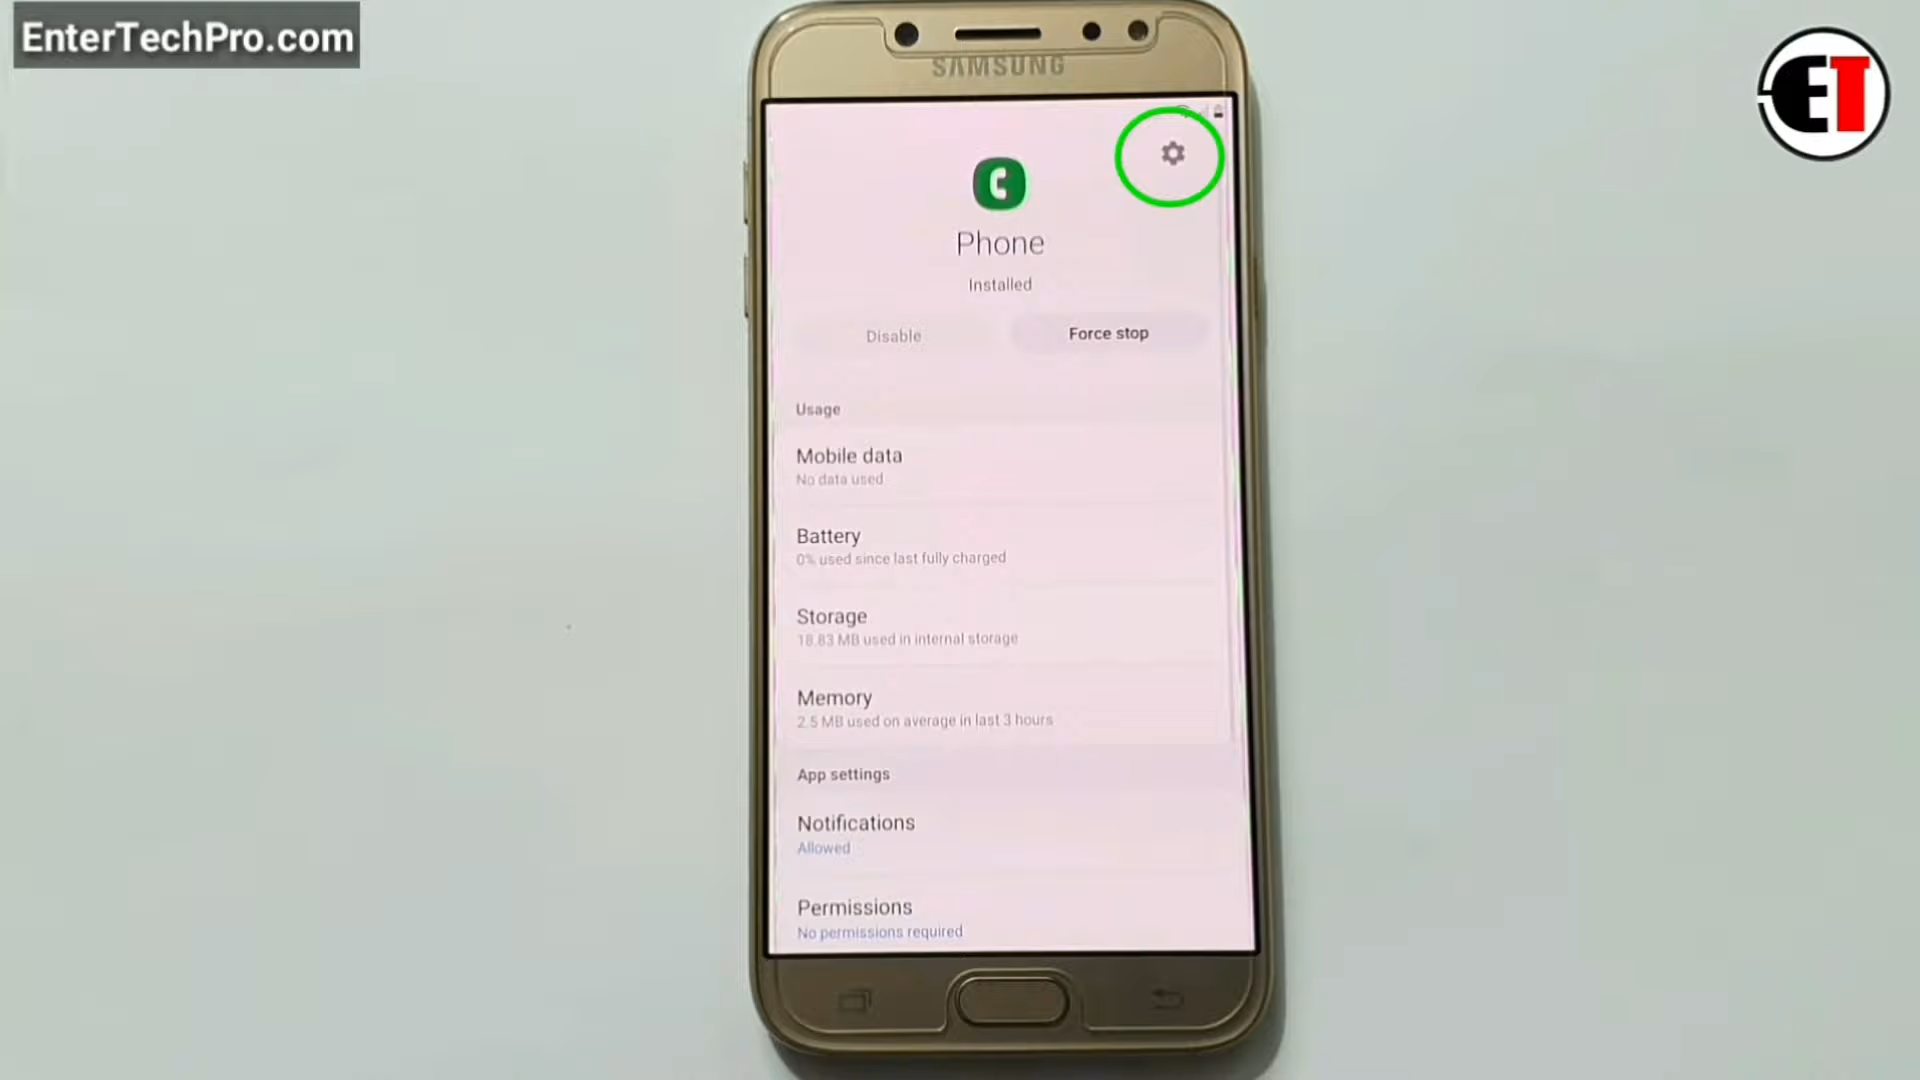 EnterTechPro.com
ET
SAMSUNG
Phone
Installed
Disable
Force stop
Usage
Mobile data
No data used
Battery
0% used since last fully charged
Storage
18.83 MB used in internal storage
Memory
2.5 MB used on average in last 3 hours
App settings
Notifications
Allowed
Permissions
No permissions required